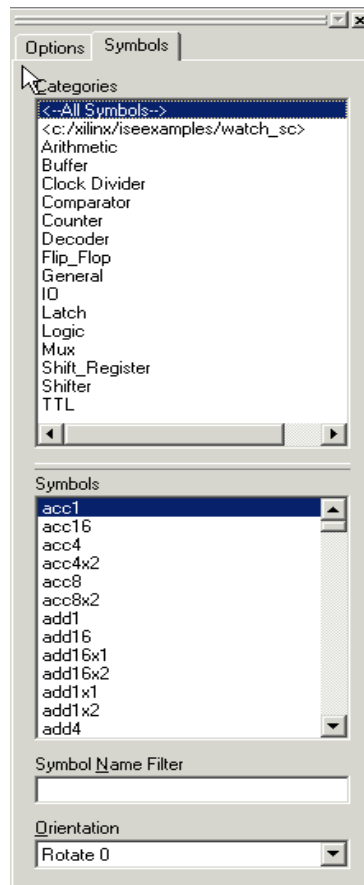 Options Symbols
Categories
<--All Symbols-->
<c:/xilinx/iseexamples/watch_sc>
Arithmetic
Buffer
Clock Divider
Comparator
Counter
Decoder
Flip_Flop
General
IO
Latch
Logic
Mux
Shift_Register
Shifter
TTL
Symbols
acc1
acc16
acc4
acc4x2
acc8
acc8x2
add1
add16
add16x1
add16x2
add1x1
add1x2
add4
Symbol Name Filter
Orientation
Rotate 0